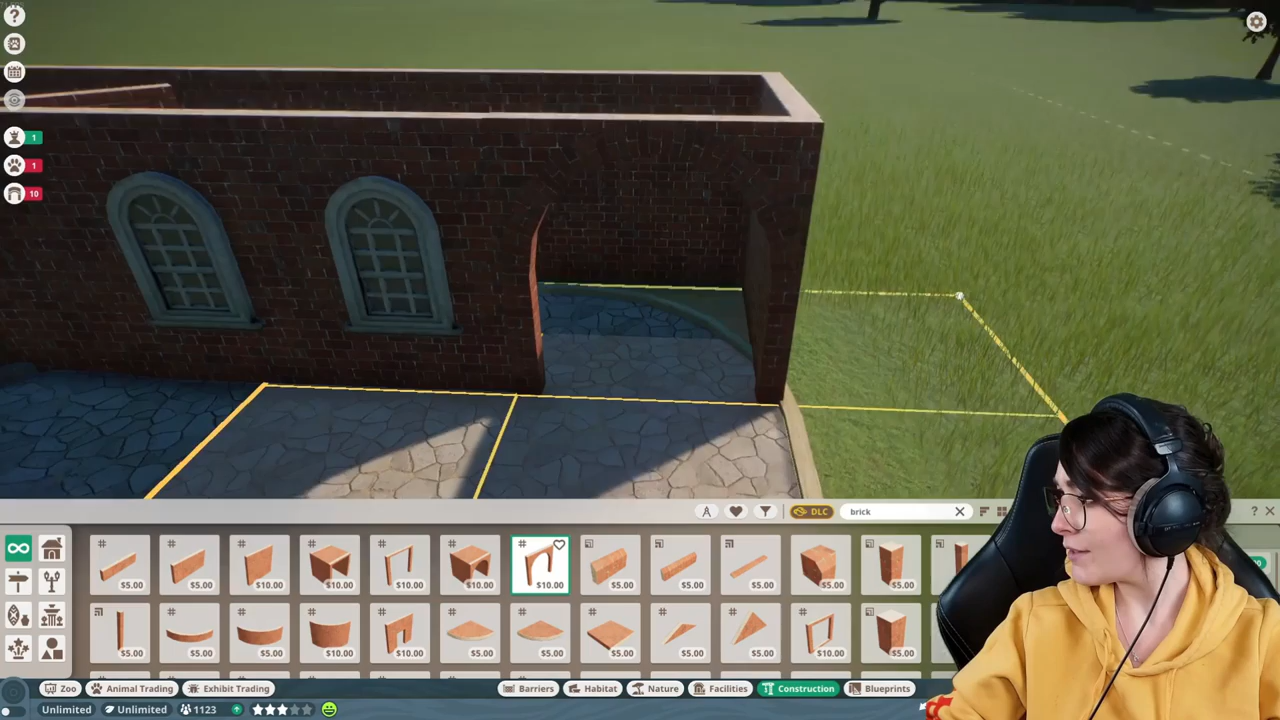 ?
1
1
10
DLC
brick
?
$5.00 $5.00 $10.00 $10.00 $10.00 $10.00 $10.00 $5.00 $5.00 $5.00 $5.00 $5.00
$5.00 $5.00 $5.00 $10.00 $10.00 $5.00 $5.00 $5.00 $5.00 $5.00 $10.00 $5.00
Zoo Animal Trading Exhibit Trading Barriers Habitat Nature Facilities Construction Blueprints
Unlimited Unlimited 1123